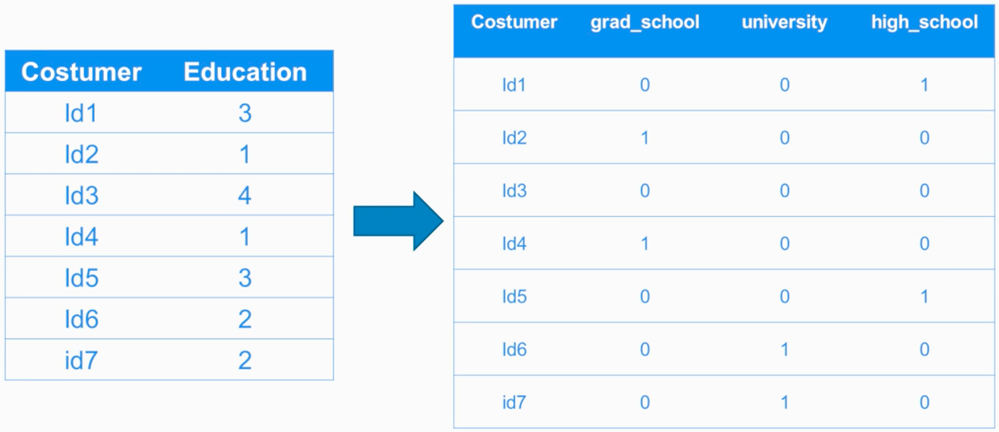 Costumer Education
Id1 3
Id2 1
Id3 4
Id4 1
Id5 3
Id6 2
id7 2
Costumer grad_school university high_school
Id1 0 0 1
Id2 1 0 0
Id3 0 0 0
Id4 1 0 0
Id5 0 0 1
Id6 0 1 0
id7 0 1 0